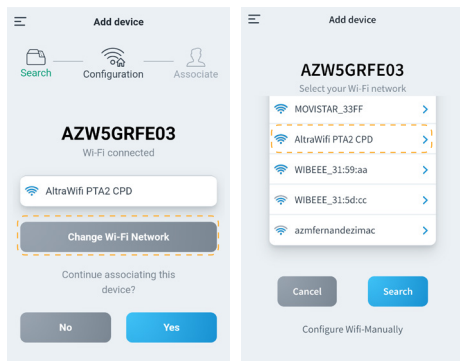 Add device
Search
Configuration
Associate
AZW5GRFE03
Wi-Fi connected
AltraWifi PTA2 CPD
Change Wi-Fi Network
Continue associating this
device?
No
Yes
Add device
AZW5GRFE03
Select your Wi-Fi network
MOVISTAR_33FF
AltraWifi PTA2 CPD
WIBEEE_31:59:aa
WIBEEE_31:5d:cc
azmfernandezimac
Cancel
Search
Configure Wifi-Manually